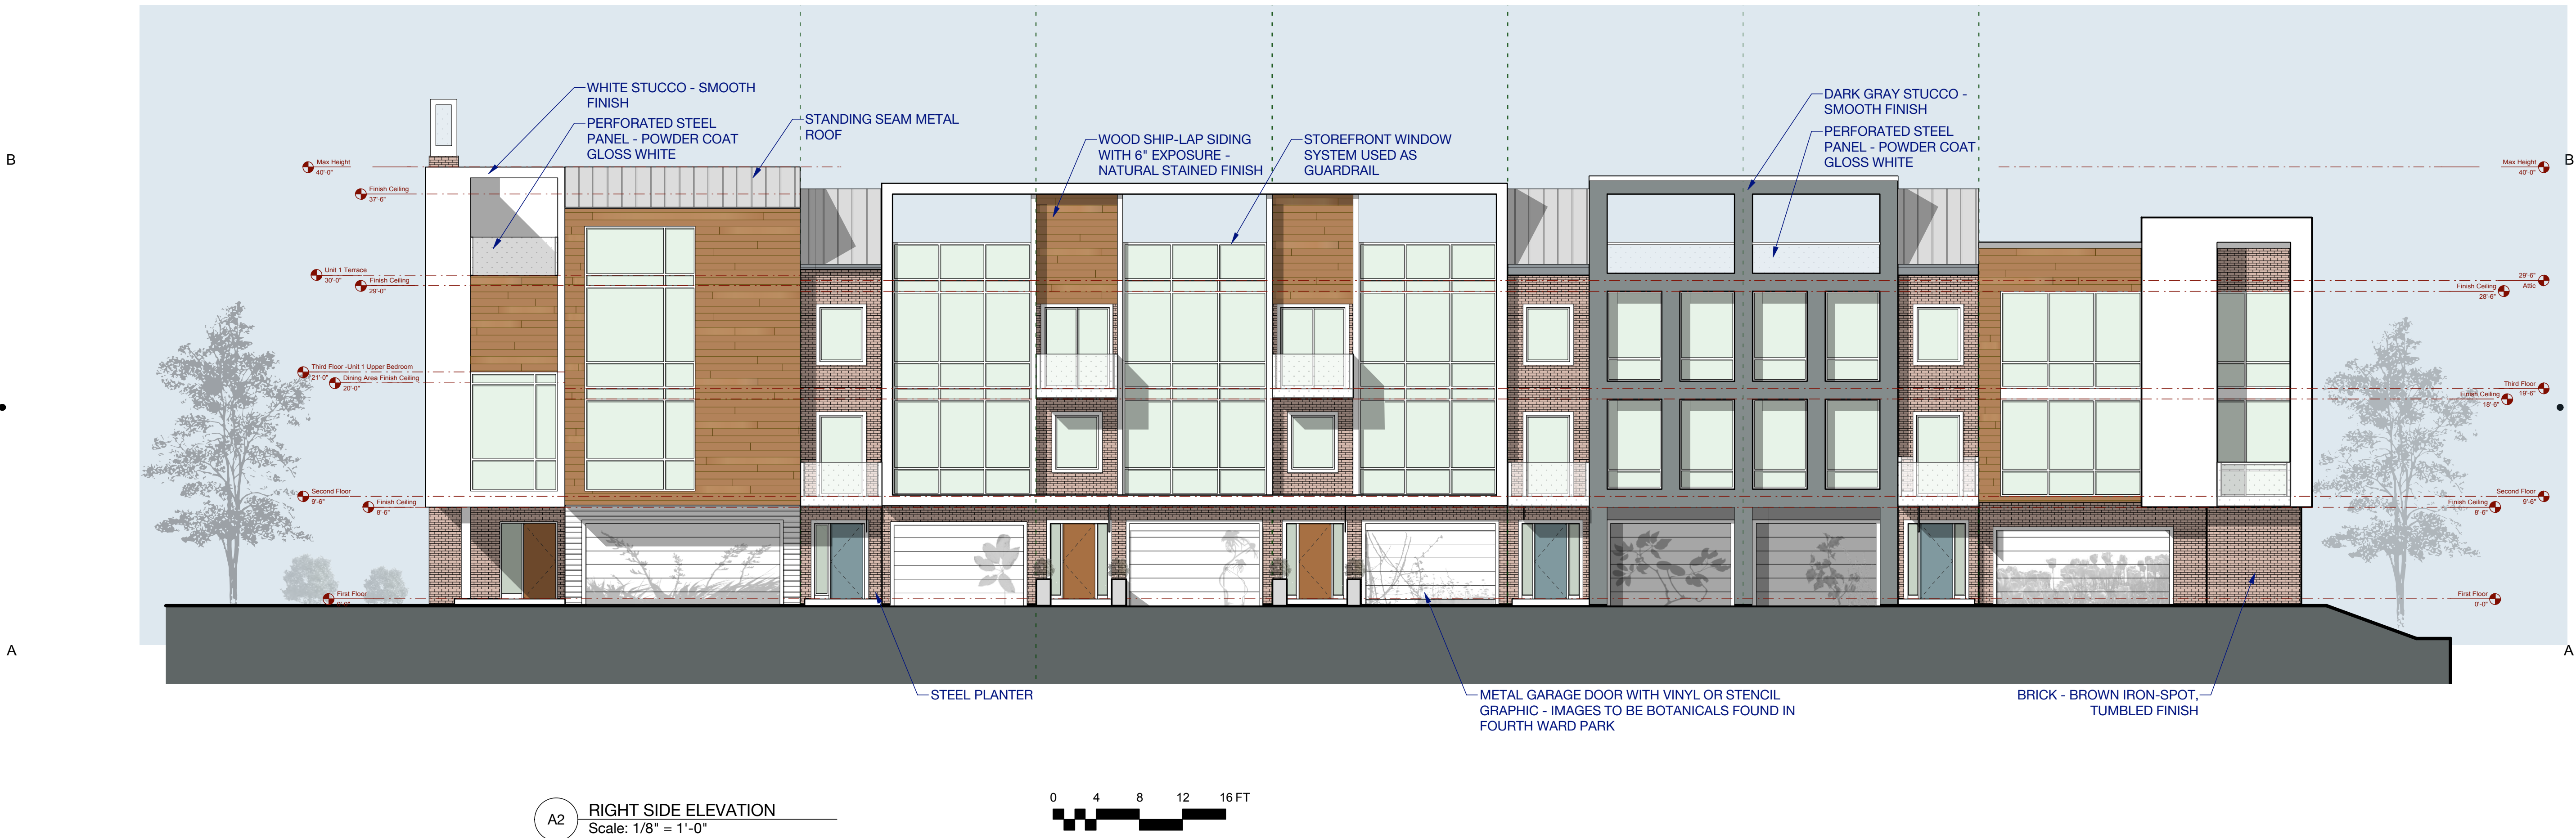 WHITE STUCCO - SMOOTH
FINISH
PERFORATED STEEL
PANEL - POWDER COAT
GLOSS WHITE
STANDING SEAM METAL
ROOF
WOOD SHIP-LAP SIDING
WITH 6" EXPOSURE -
NATURAL STAINED FINISH
STOREFRONT WINDOW
SYSTEM USED AS
GUARDRAIL
DARK GRAY STUCCO -
SMOOTH FINISH
PERFORATED STEEL
PANEL - POWDER COAT
GLOSS WHITE
B
B
Max Height
40'-0"
Finish Ceiling
37'-6"
Unit 1 Terrace
30'-0"
Finish Ceiling
29'-0"
Third Floor -Unit 1 Upper Bedroom
21'-0"
Dining Area Finish Ceiling
20'-0"
Second Floor
9'-6"
Finish Ceiling
8'-6"
First Floor
Max Height
40'-0"
29'-6"
Attic
Finish Ceiling
28'-6"
Third Floor
19'-6"
Finish Ceiling
18'-6"
Second Floor
9'-6"
Finish Ceiling
8'-6"
First Floor
0'-0"
A
A
STEEL PLANTER
METAL GARAGE DOOR WITH VINYL OR STENCIL
GRAPHIC - IMAGES TO BE BOTANICALS FOUND IN
FOURTH WARD PARK
BRICK - BROWN IRON-SPOT,
TUMBLED FINISH
A2
RIGHT SIDE ELEVATION
Scale: 1/8" = 1'-0"
0 4 8 12 16 FT